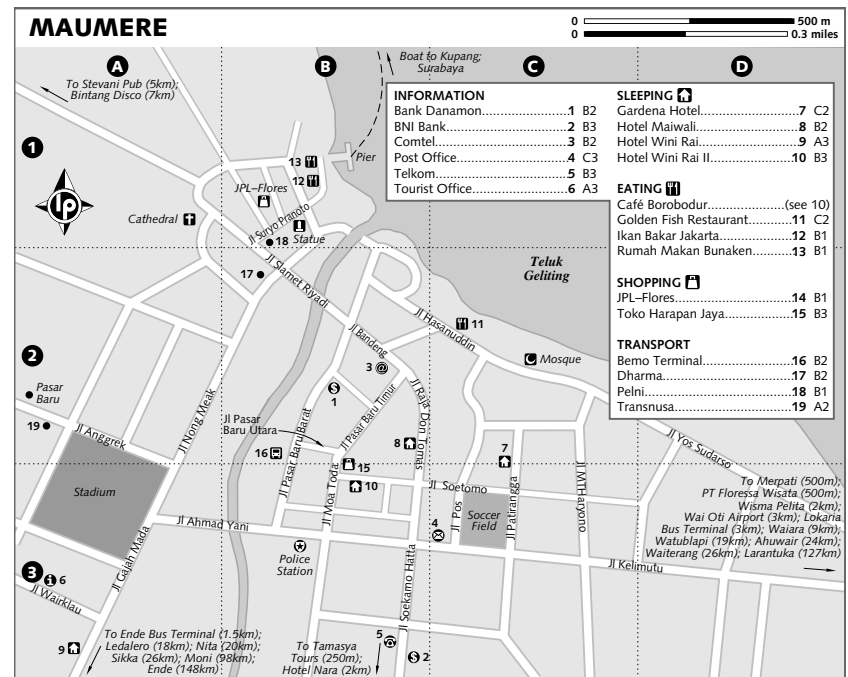 MAUMERE
0 500 m
0 0.3 miles
A
B
C
D
To Stevani Pub (5km);
Bintang Disco (7km)
Boat to Kupang;
Surabaya
INFORMATION
Bank Danamon 1 B2
BNI Bank 2 B3
Comtel 3 B2
Post Office 4 C3
Telkom 5 B3
Tourist Office 6 A3
SLEEPING
Gardena Hotel 7 C2
Hotel Maiwali 8 B2
Hotel Wini Rai 9 A3
Hotel Wini Rai II 10 B3
EATING
Café Borobodur (see 10)
Golden Fish Restaurant 11 C2
Ikan Bakar Jakarta 12 B1
Rumah Makan Bunaken 13 B1
SHOPPING
JPL–Flores 14 B1
Toko Harapan Jaya 15 B3
TRANSPORT
Bemo Terminal 16 B2
Dharma 17 B2
Pelni 18 B1
Transnusa 19 A2
1
lp
13
Pier
12
JPL–Flores
Cathedral
Jl Suryo Pranoto
Statue
18
17
Jl Slamet Riyadi
Teluk
Geliting
Jl Hasanuddin
11
Jl Bandeng
Mosque
2
3 @
Pasar
Baru
$
1
Jl Nong Meak
Jl Pasar
Baru Utara
Jl Pasar Baru Barat
Jl Pasar Baru Timur
Jl Raja Don Tomas
19
Jl Anggrek
8
7
Jl Yos Sudarso
16
15
Stadium
10
Jl Moa Toda
Jl Soetomo
Jl MTHaryono
To Merpati (500m);
PT Floressa Wisata (500m);
Wisma Pelita (2km);
Wai Oti Airport (3km); Lokaria
Bus Terminal (3km); Waiara (9km);
Watublapi (19km); Ahuwair (24km);
Waiterang (26km); Larantuka (127km)
Jl Ahmad Yani
4
Jl Pos
Soccer
Field
Jl Patirangga
Police
Station
Jl Kelimutu
Jl Gajah Mada
3
i 6
Jl Wairklau
Jl Soekarno Hatta
9
To Ende Bus Terminal (1.5km);
Ledalero (18km); Nita (20km);
Sikka (26km); Moni (98km);
Ende (148km)
To Tamasya
Tours (250m);
Hotel Nara (2km)
5
$ 2